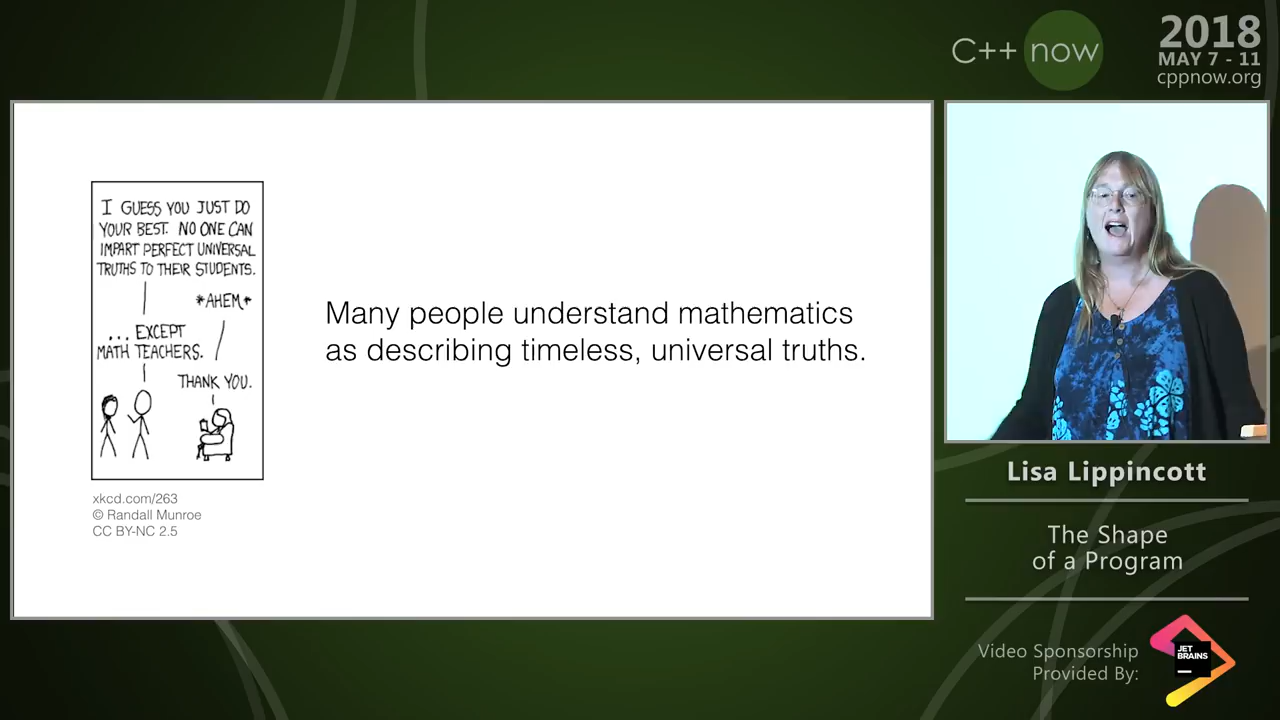 C++ now
2018
MAY 7 - 11
cppnow.org
I GUESS YOU JUST DO
YOUR BEST. NO ONE CAN
IMPART PERFECT UNIVERSAL
TRUTHS TO THEIR STUDENTS.
*AHEM*
... EXCEPT
MATH TEACHERS.
THANK YOU.
xkcd.com/263
© Randall Munroe
CC BY-NC 2.5
Many people understand mathematics
as describing timeless, universal truths.
Lisa Lippincott
The Shape
of a Program
Video Sponsorship
Provided By:
JET
BRAINS